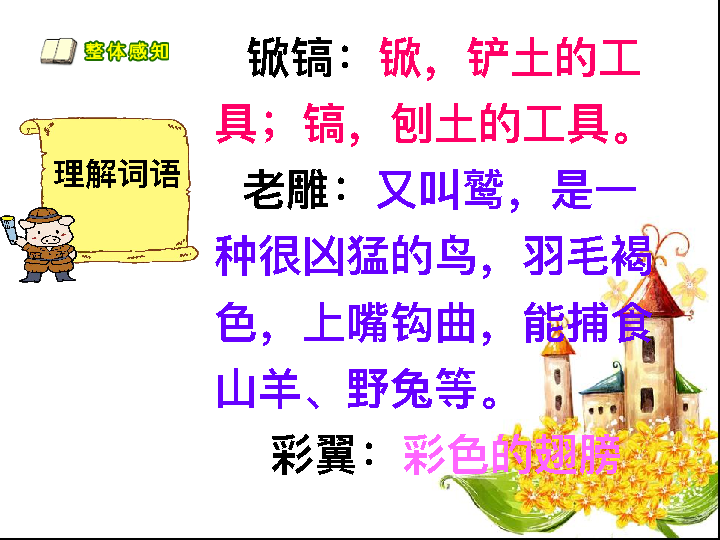 整体感知
理解词语
锨镐：锨，铲土的工
具；镐，刨土的工具。
老雕：又叫鹫，是一
种很凶猛的鸟，羽毛褐
色，上嘴钩曲，能捕食
山羊、野兔等。
彩翼：彩色的翅膀